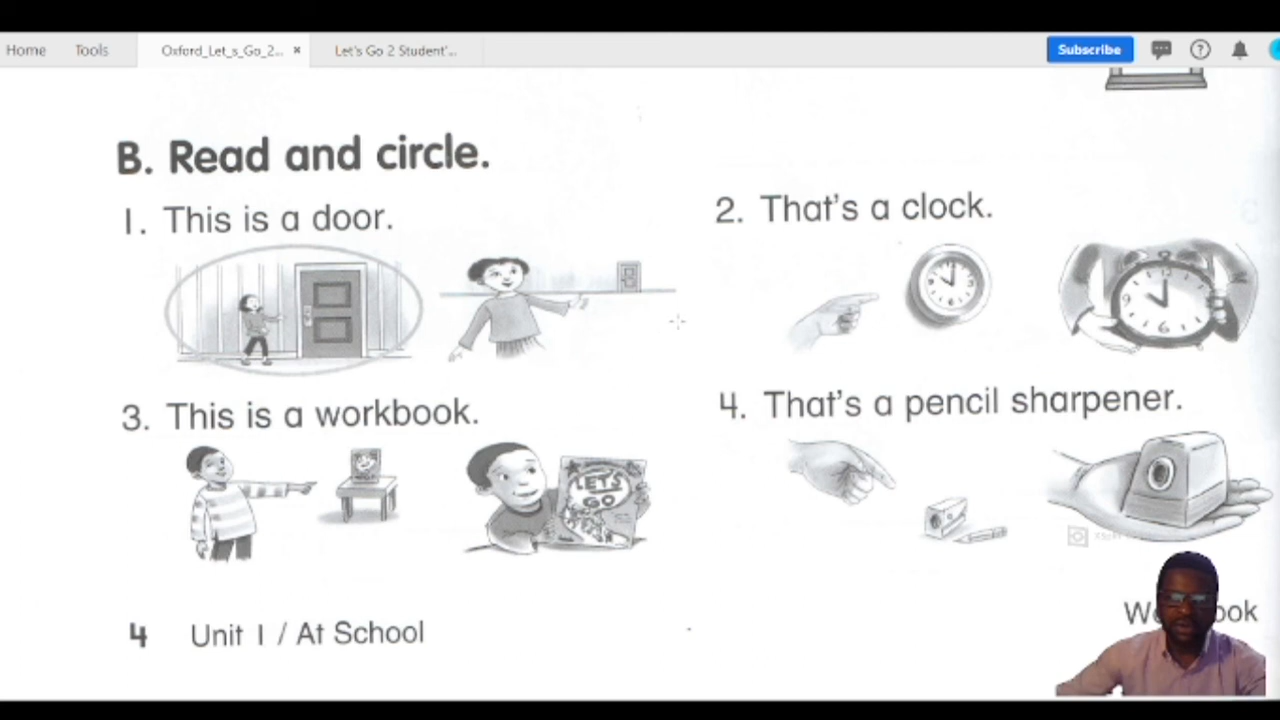 Home Tools Oxford_Let_s_Go_2... × Let's Go 2 Student'... Subscribe
B. Read and circle.
1. This is a door.
2. That's a clock.
3. This is a workbook.
LET'S
GO
4. That's a pencil sharpener.
4 Unit 1 / At School